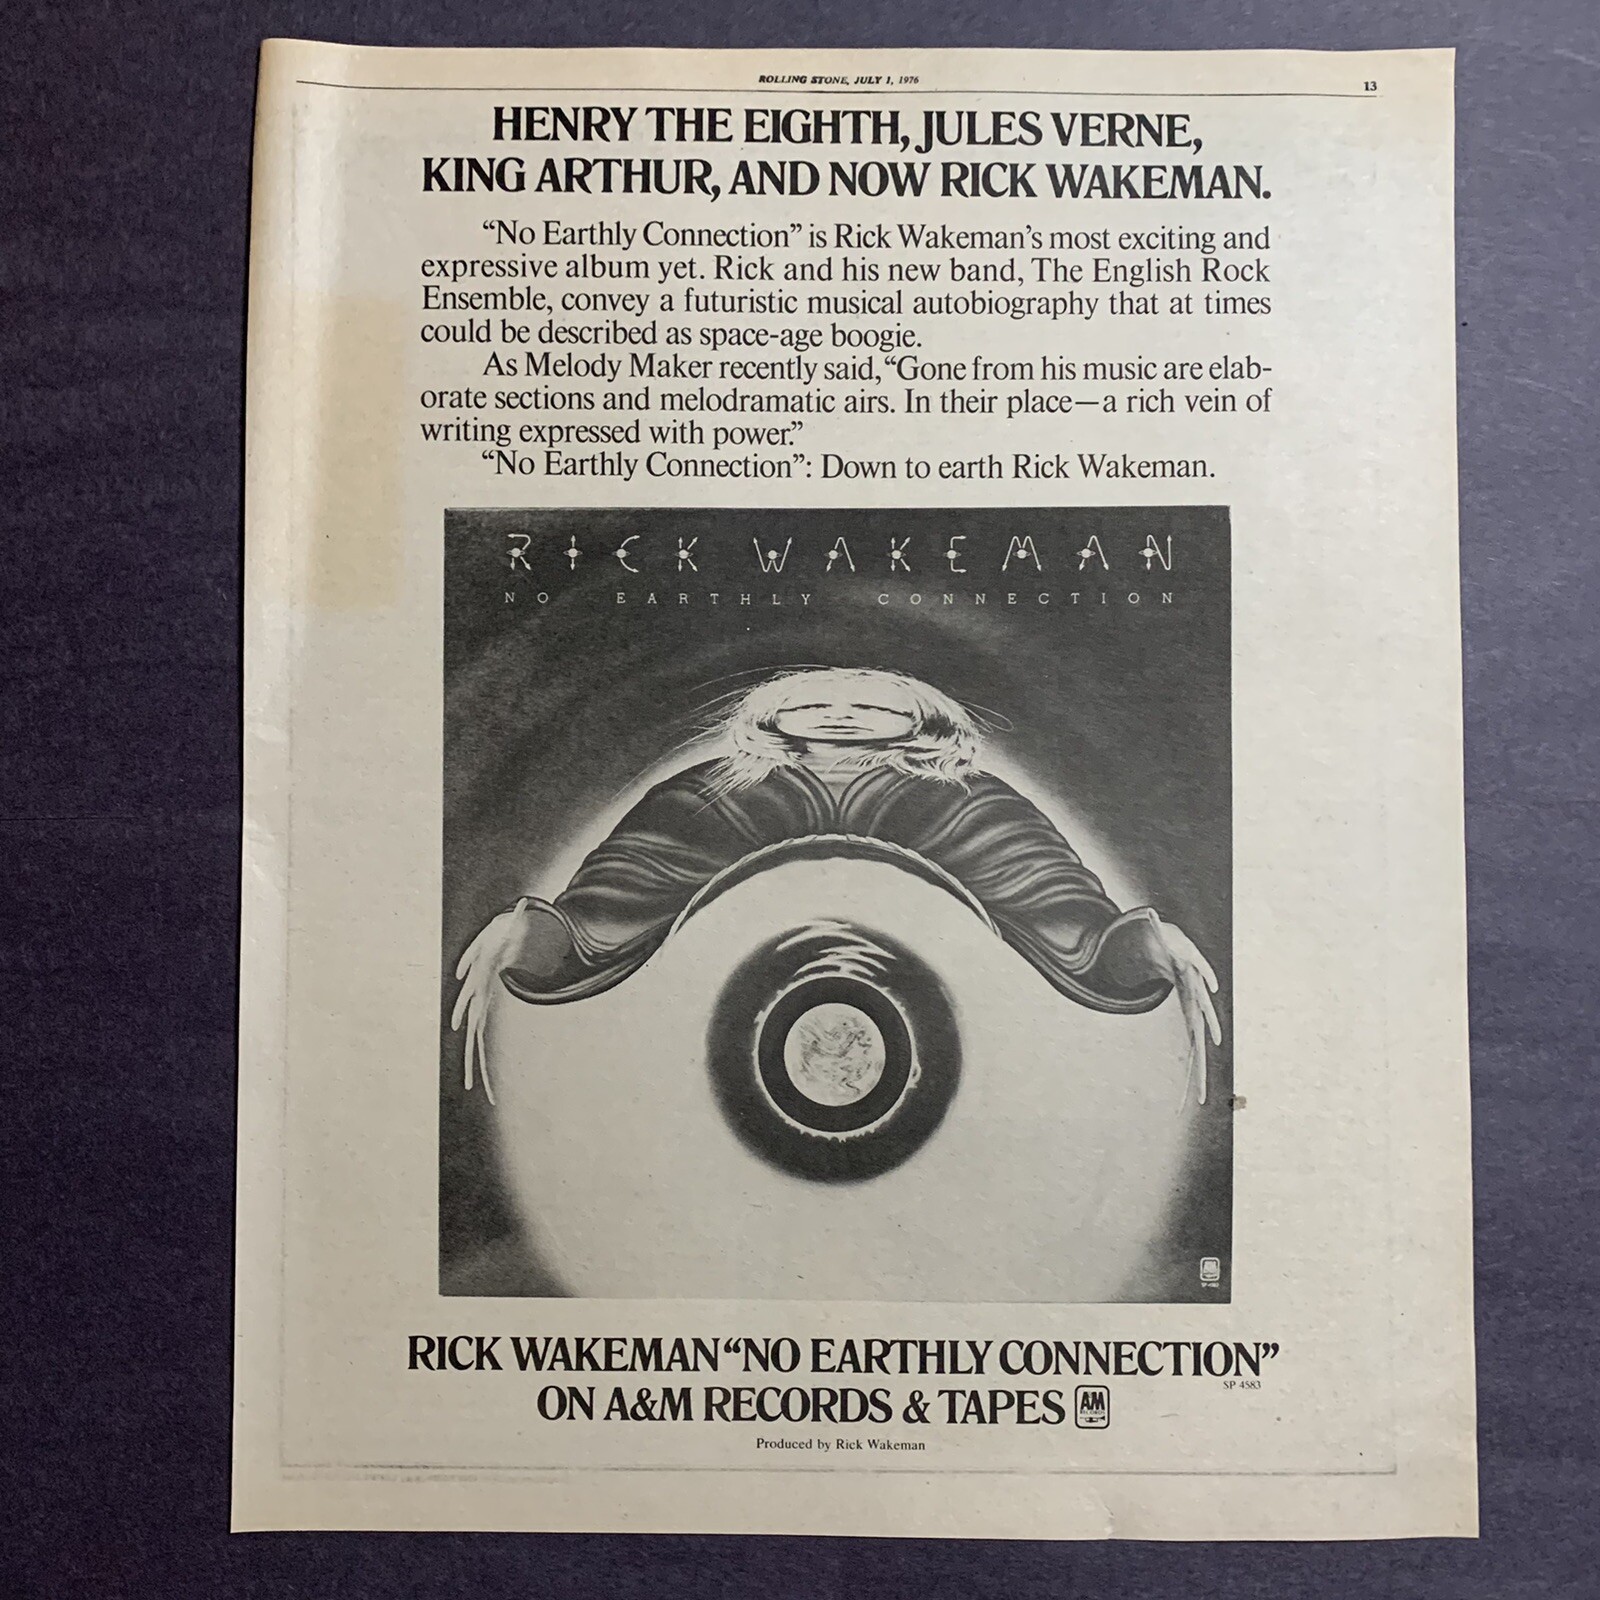 ROLLING STONE, JULY 1, 1976
13
HENRY THE EIGHTH, JULES VERNE,
KING ARTHUR, AND NOW RICK WAKEMAN.
“No Earthly Connection” is Rick Wakeman’s most exciting and
expressive album yet. Rick and his new band, The English Rock
Ensemble, convey a futuristic musical autobiography that at times
could be described as space-age boogie.
As Melody Maker recently said, “Gone from his music are elab-
orate sections and melodramatic airs. In their place—a rich vein of
writing expressed with power.”
“No Earthly Connection”: Down to earth Rick Wakeman.
RICK WAKEMAN
NO EARTHLY CONNECTION
RICK WAKEMAN “NO EARTHLY CONNECTION”
SP 4583
ON A&M RECORDS & TAPES A&M RECORDS
Produced by Rick Wakeman